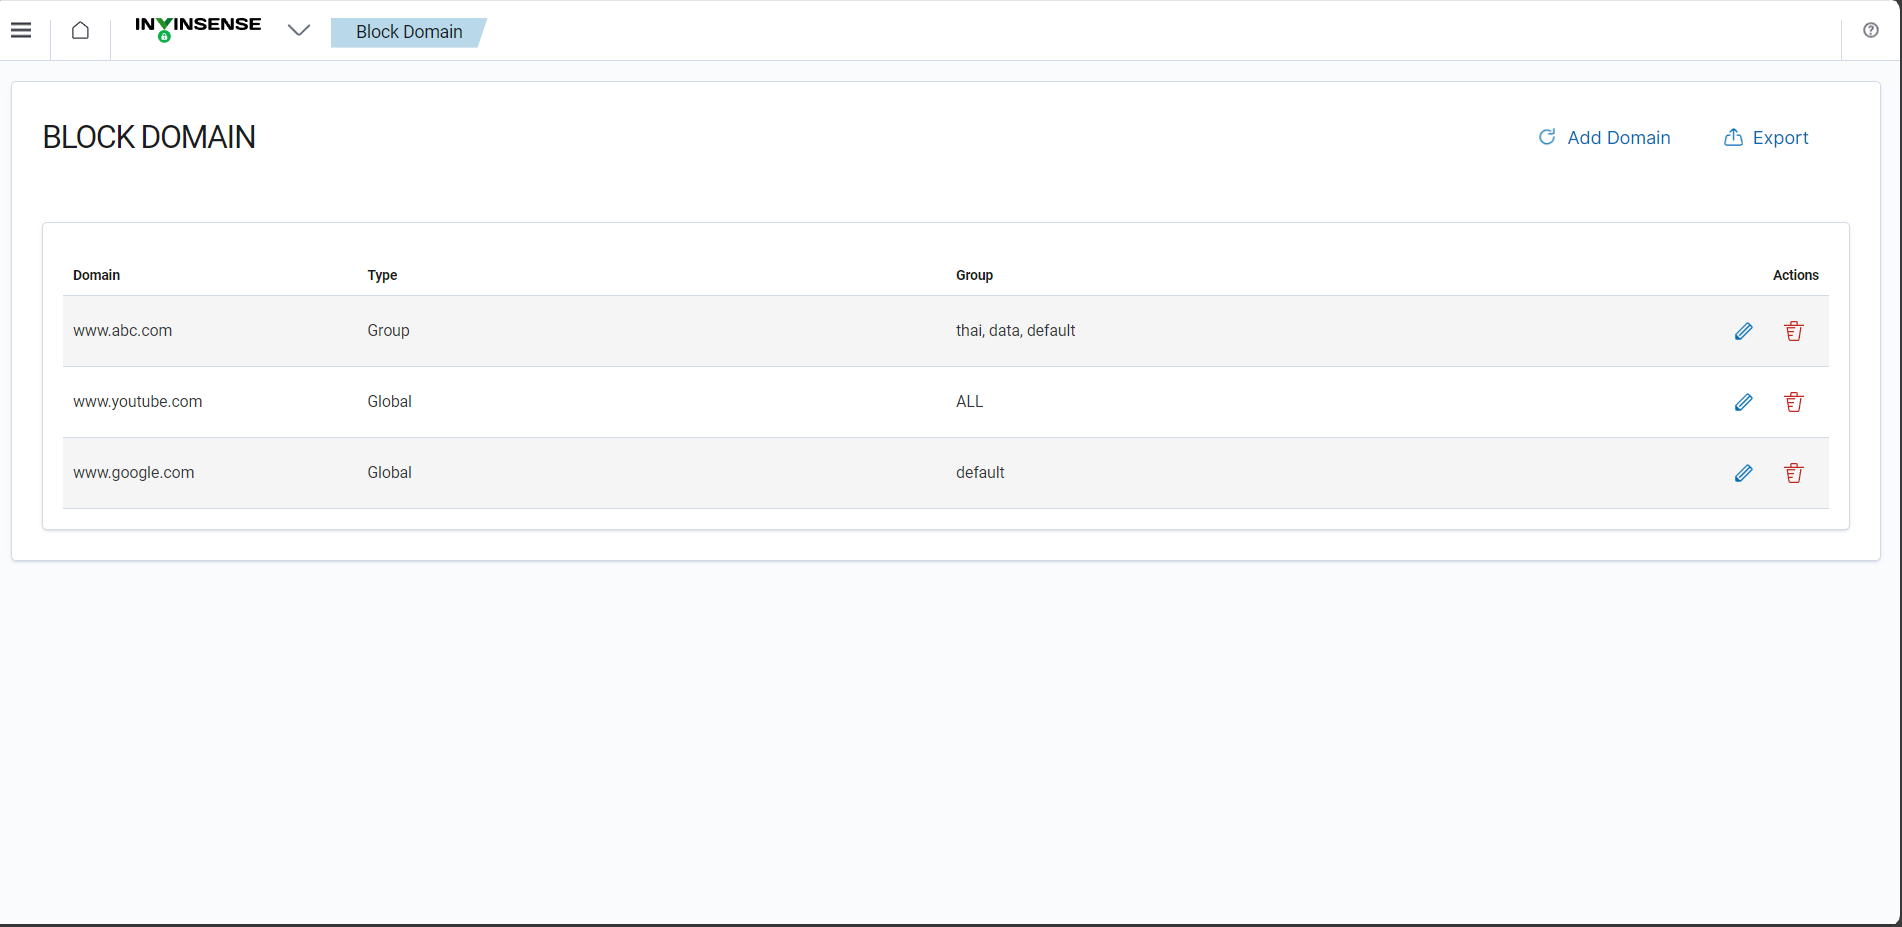 INVINSENSE Block Domain
BLOCK DOMAIN Add Domain Export
Domain Type Group Actions
www.abc.com Group thai, data, default
www.youtube.com Global ALL
www.google.com Global default